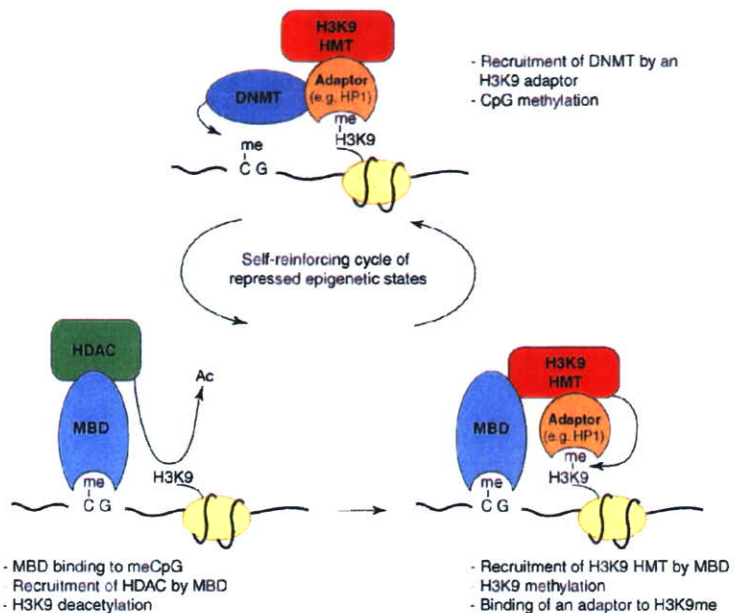 H3K9
HMT
Adaptor
(e.g. HP1)
DNMT
me
H3K9
me
C G
- Recruitment of DNMT by an
H3K9 adaptor
- CpG methylation
Self-reinforcing cycle of
repressed epigenetic states
HDAC
Ac
MBD
H3K9
me
C G
- MBD binding to meCpG
- Recruitment of HDAC by MBD
- H3K9 deacetylation
H3K9
HMT
MBD
Adaptor
(e.g. HP1)
me
H3K9
me
C G
- Recruitment of H3K9 HMT by MBD
- H3K9 methylation
- Binding of an adaptor to H3K9me